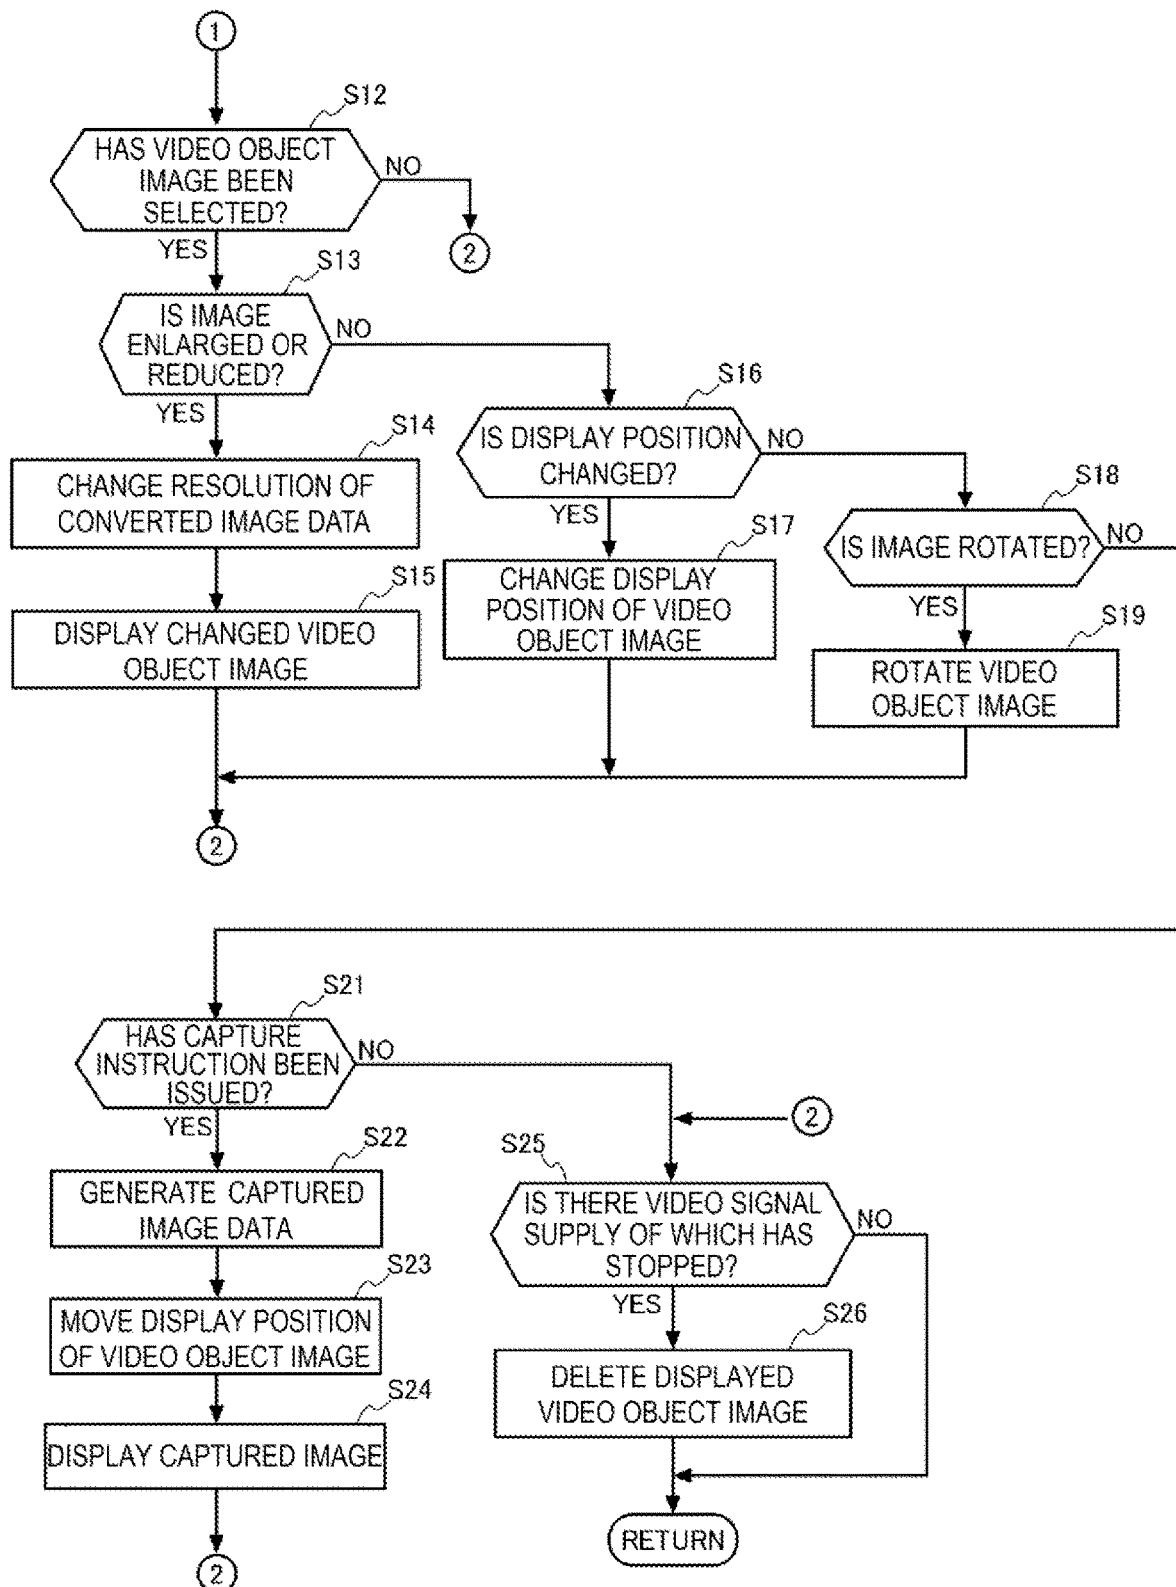 1
S12
HAS VIDEO OBJECT
IMAGE BEEN
SELECTED?
NO
YES
2
S13
IS IMAGE
ENLARGED OR
REDUCED?
NO
YES
S14
CHANGE RESOLUTION OF
CONVERTED IMAGE DATA
S15
DISPLAY CHANGED VIDEO
OBJECT IMAGE
S16
IS DISPLAY POSITION
CHANGED?
NO
YES
S17
CHANGE DISPLAY
POSITION OF VIDEO
OBJECT IMAGE
S18
IS IMAGE ROTATED?
NO
YES
S19
ROTATE VIDEO
OBJECT IMAGE
2
S21
HAS CAPTURE
INSTRUCTION BEEN
ISSUED?
NO
YES
S22
GENERATE CAPTURED
IMAGE DATA
S23
MOVE DISPLAY POSITION
OF VIDEO OBJECT IMAGE
S24
DISPLAY CAPTURED IMAGE
2
2
S25
IS THERE VIDEO SIGNAL
SUPPLY OF WHICH HAS
STOPPED?
NO
YES
S26
DELETE DISPLAYED
VIDEO OBJECT IMAGE
RETURN